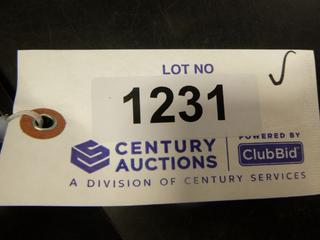 LOT NO
1231
CENTURY POWERED BY
AUCTIONS ClubBid
A DIVISION OF CENTURY SERVICES